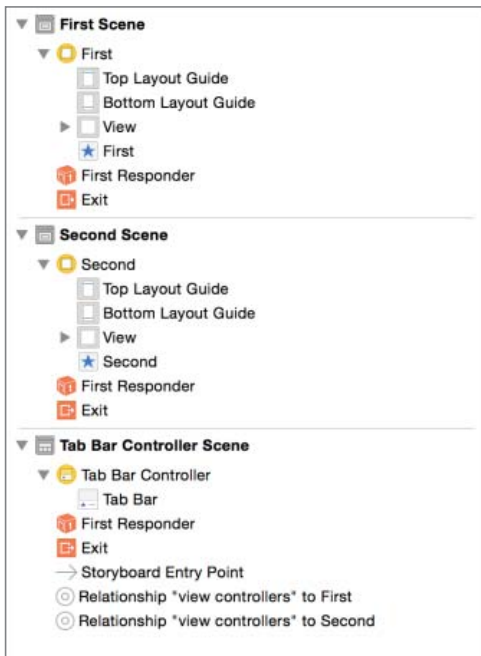 First Scene
First
Top Layout Guide
Bottom Layout Guide
View
First
First Responder
Exit
Second Scene
Second
Top Layout Guide
Bottom Layout Guide
View
Second
First Responder
Exit
Tab Bar Controller Scene
Tab Bar Controller
Tab Bar
First Responder
Exit
Storyboard Entry Point
Relationship "view controllers" to First
Relationship "view controllers" to Second